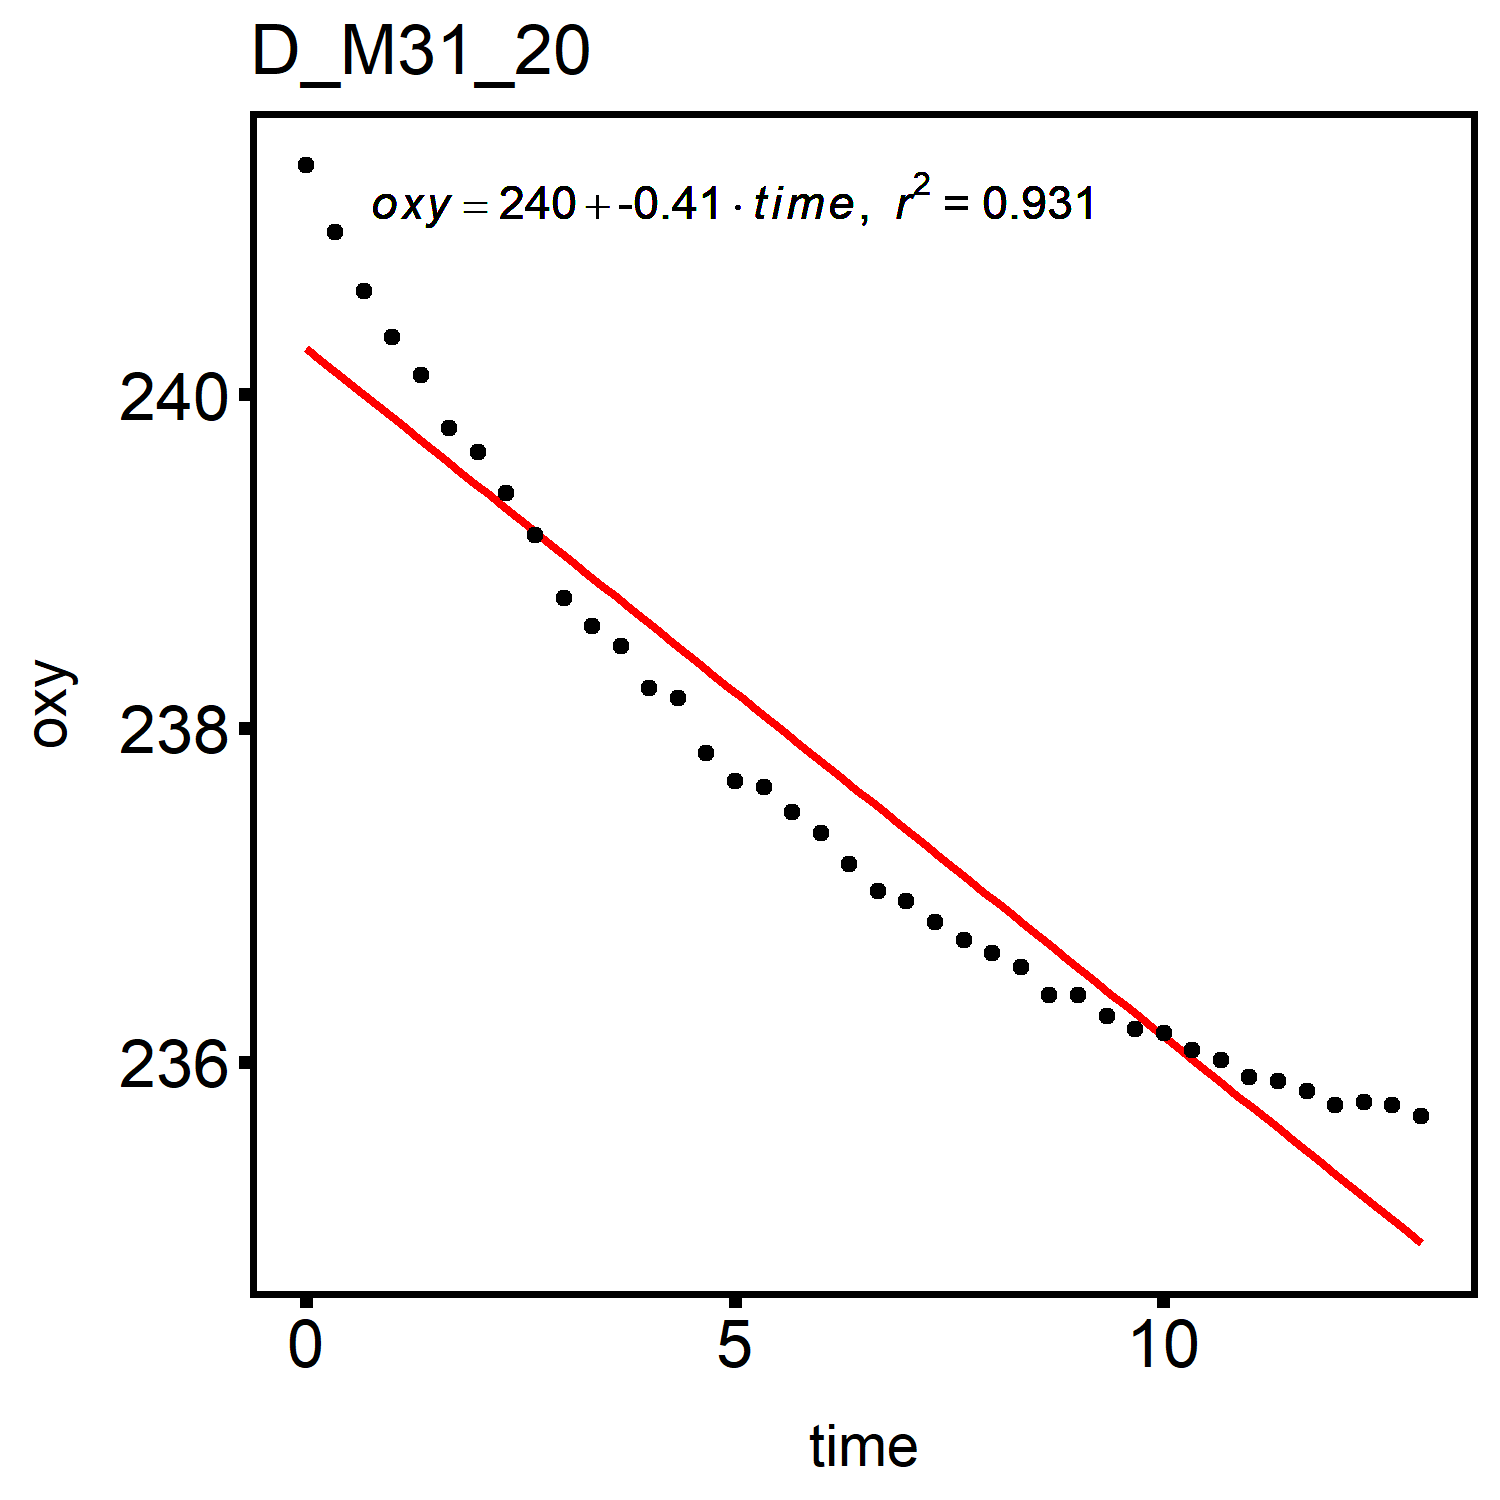 D_M31_20
oxy = 240 + -0.41 · time, r² = 0.931
240
238
236
oxy
0 5 10
time